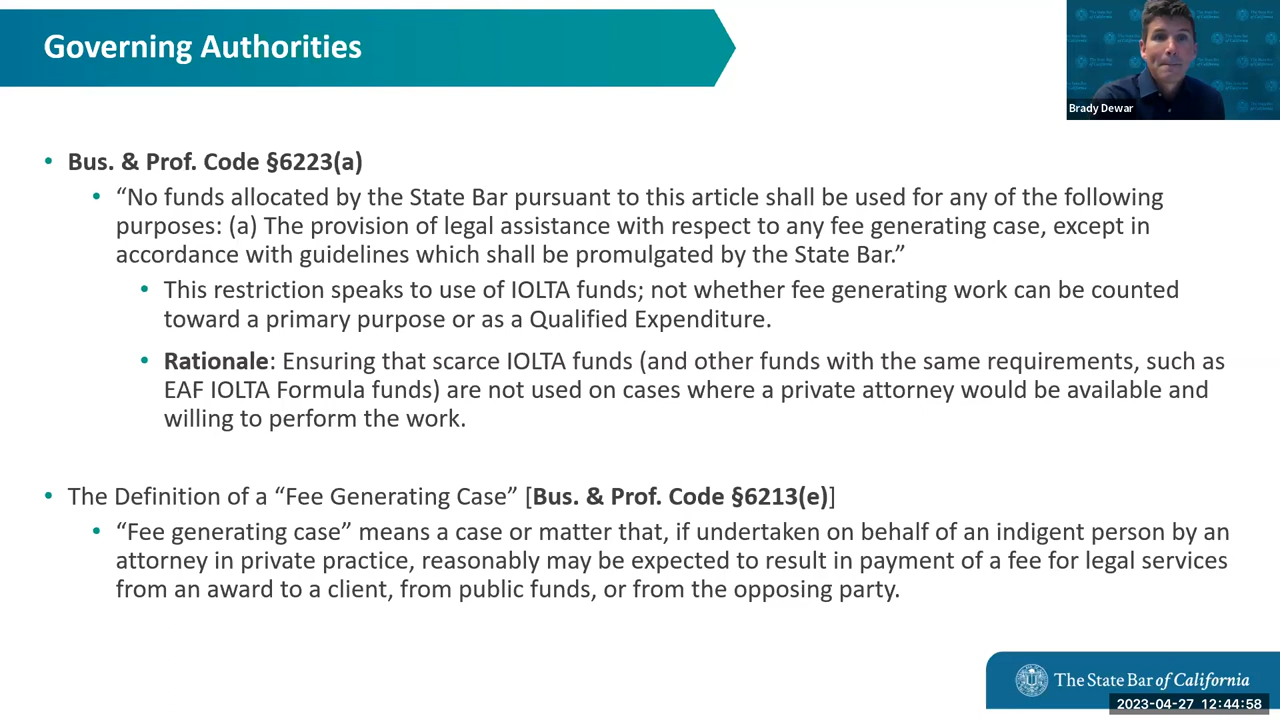 Governing Authorities
Brady Dewar
• Bus. & Prof. Code §6223(a)
• “No funds allocated by the State Bar pursuant to this article shall be used for any of the following
purposes: (a) The provision of legal assistance with respect to any fee generating case, except in
accordance with guidelines which shall be promulgated by the State Bar.”
• This restriction speaks to use of IOLTA funds; not whether fee generating work can be counted
toward a primary purpose or as a Qualified Expenditure.
• Rationale: Ensuring that scarce IOLTA funds (and other funds with the same requirements, such as
EAF IOLTA Formula funds) are not used on cases where a private attorney would be available and
willing to perform the work.
• The Definition of a “Fee Generating Case” [Bus. & Prof. Code §6213(e)]
• “Fee generating case” means a case or matter that, if undertaken on behalf of an indigent person by an
attorney in private practice, reasonably may be expected to result in payment of a fee for legal services
from an award to a client, from public funds, or from the opposing party.
The State Bar of California
2023-04-27 12:44:58